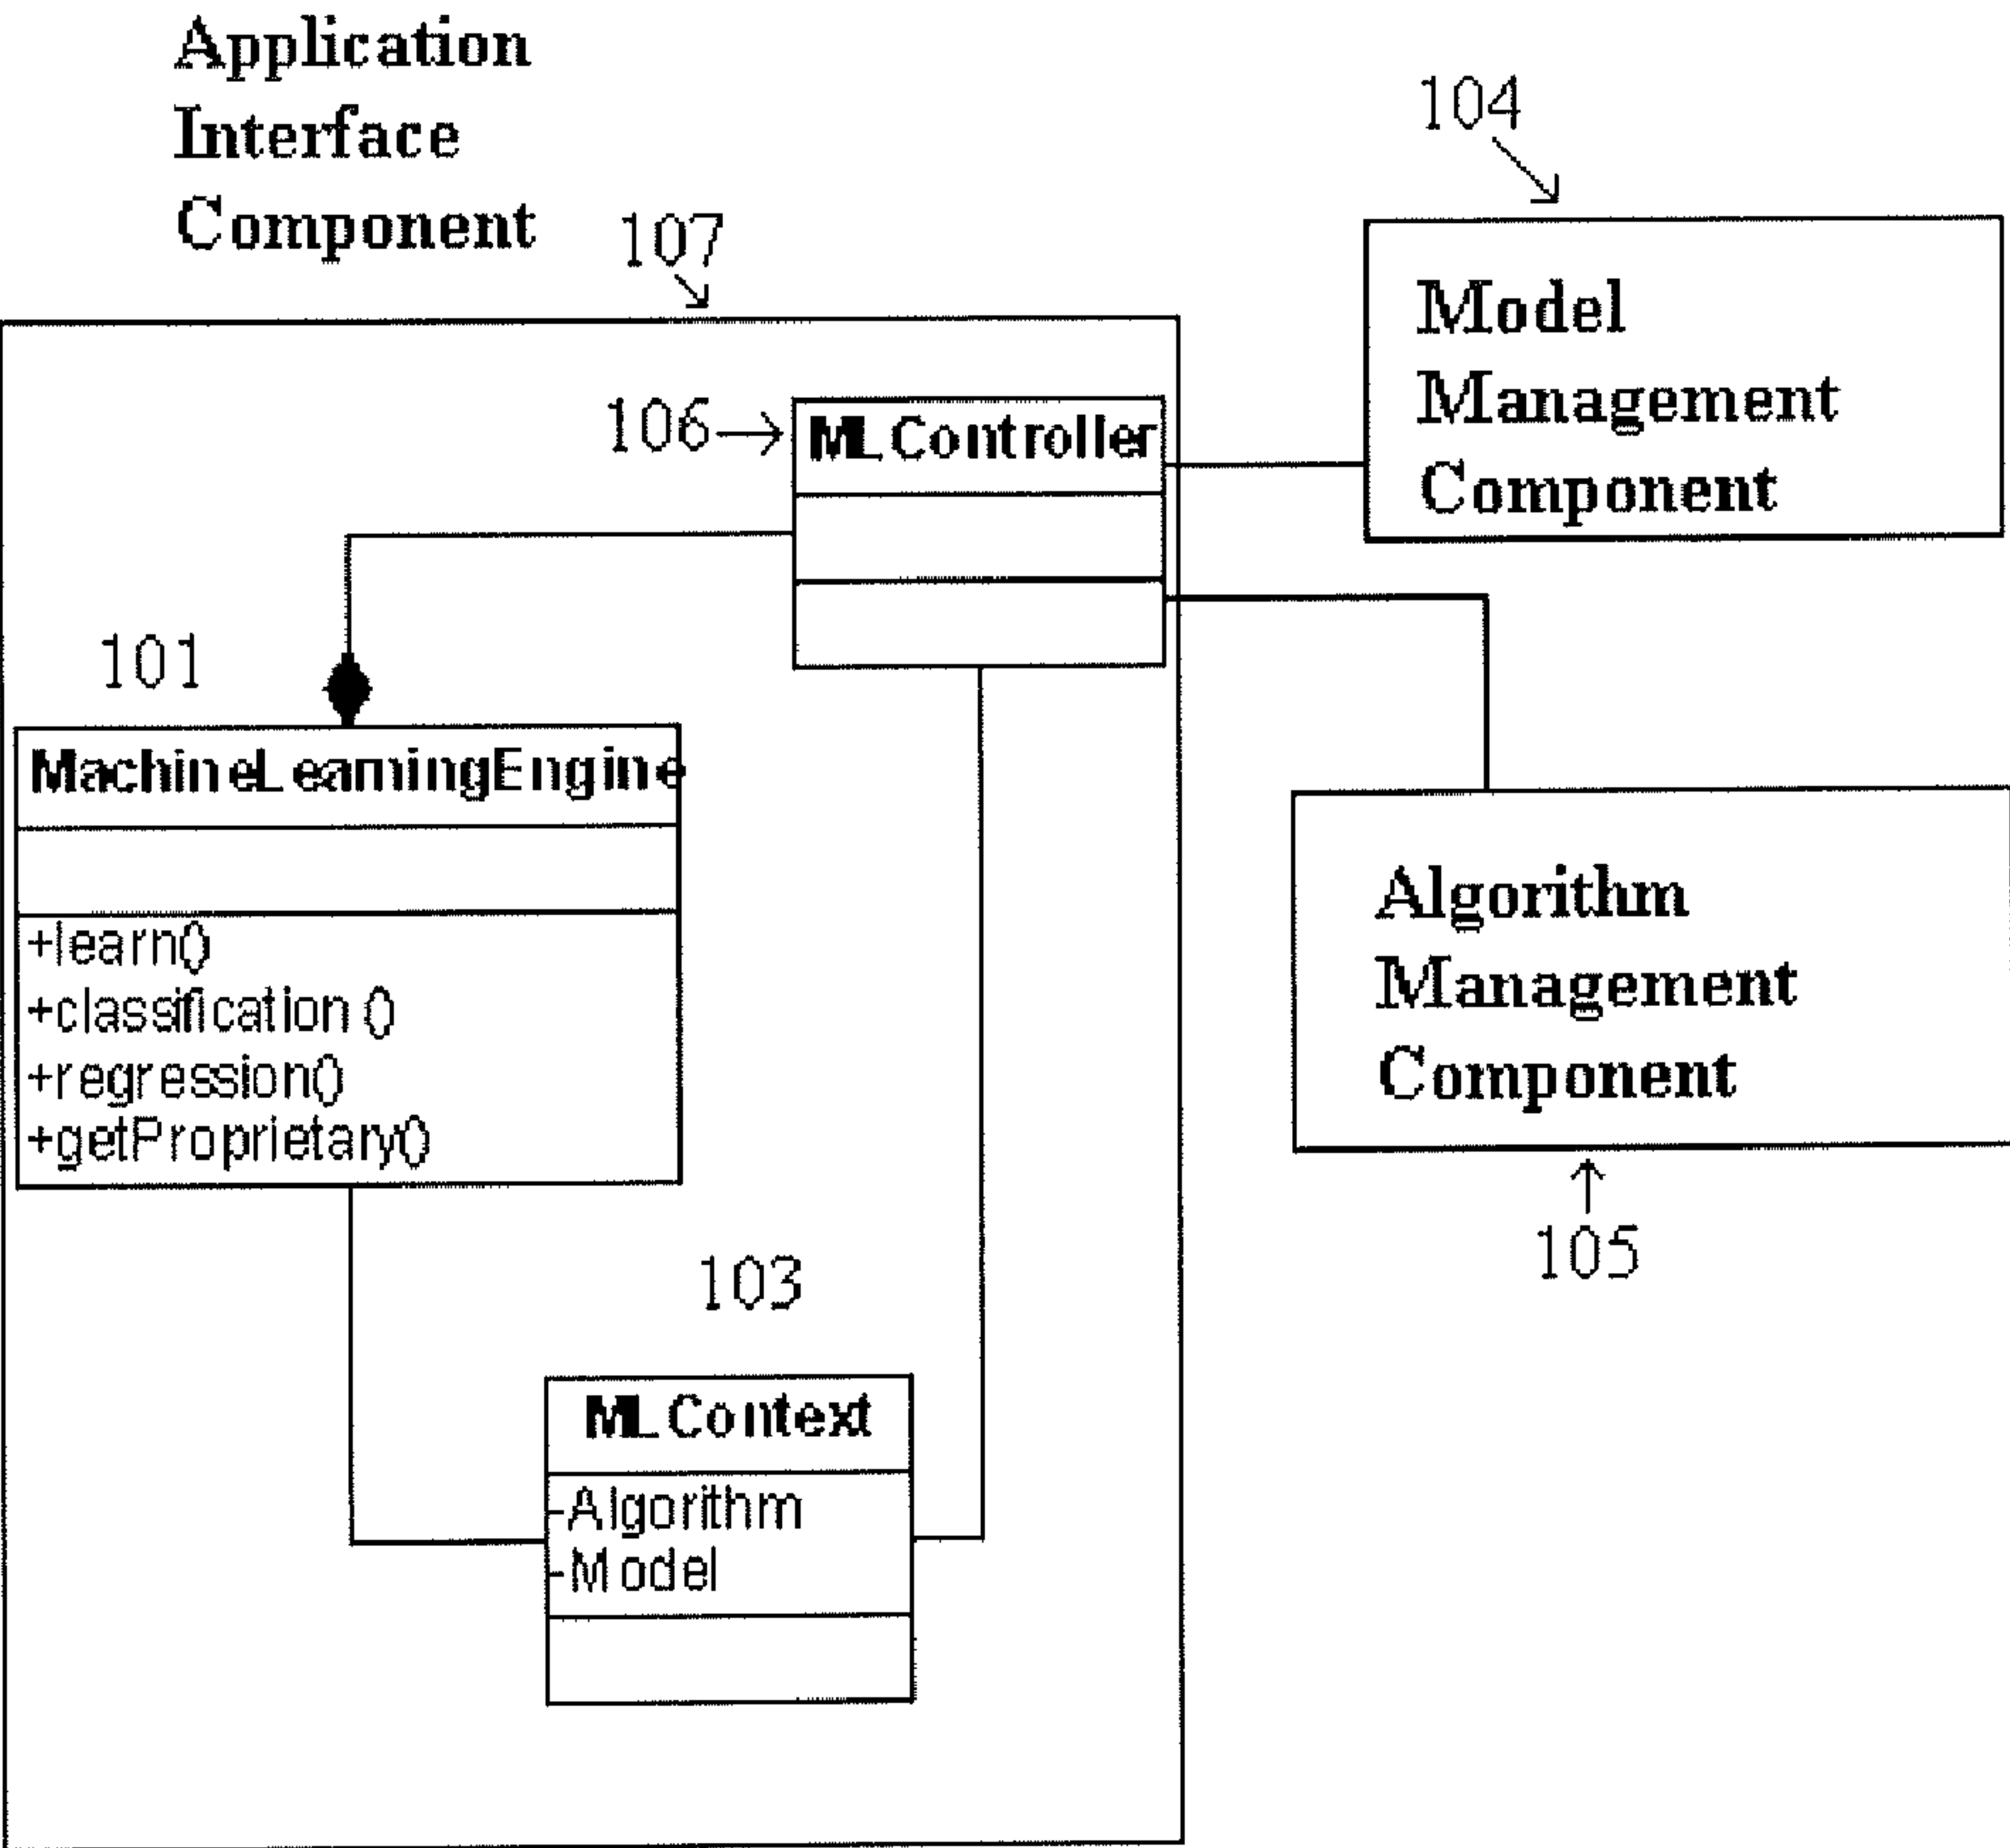 Application
Interface
Component
107
104
Model
Management
Component
106
MLController
101
MachineLearningEngine
+learn()
+classification ()
+regression()
+getProprietary()
Algorithm
Management
Component
105
103
MLContext
-Algorithm
-Model